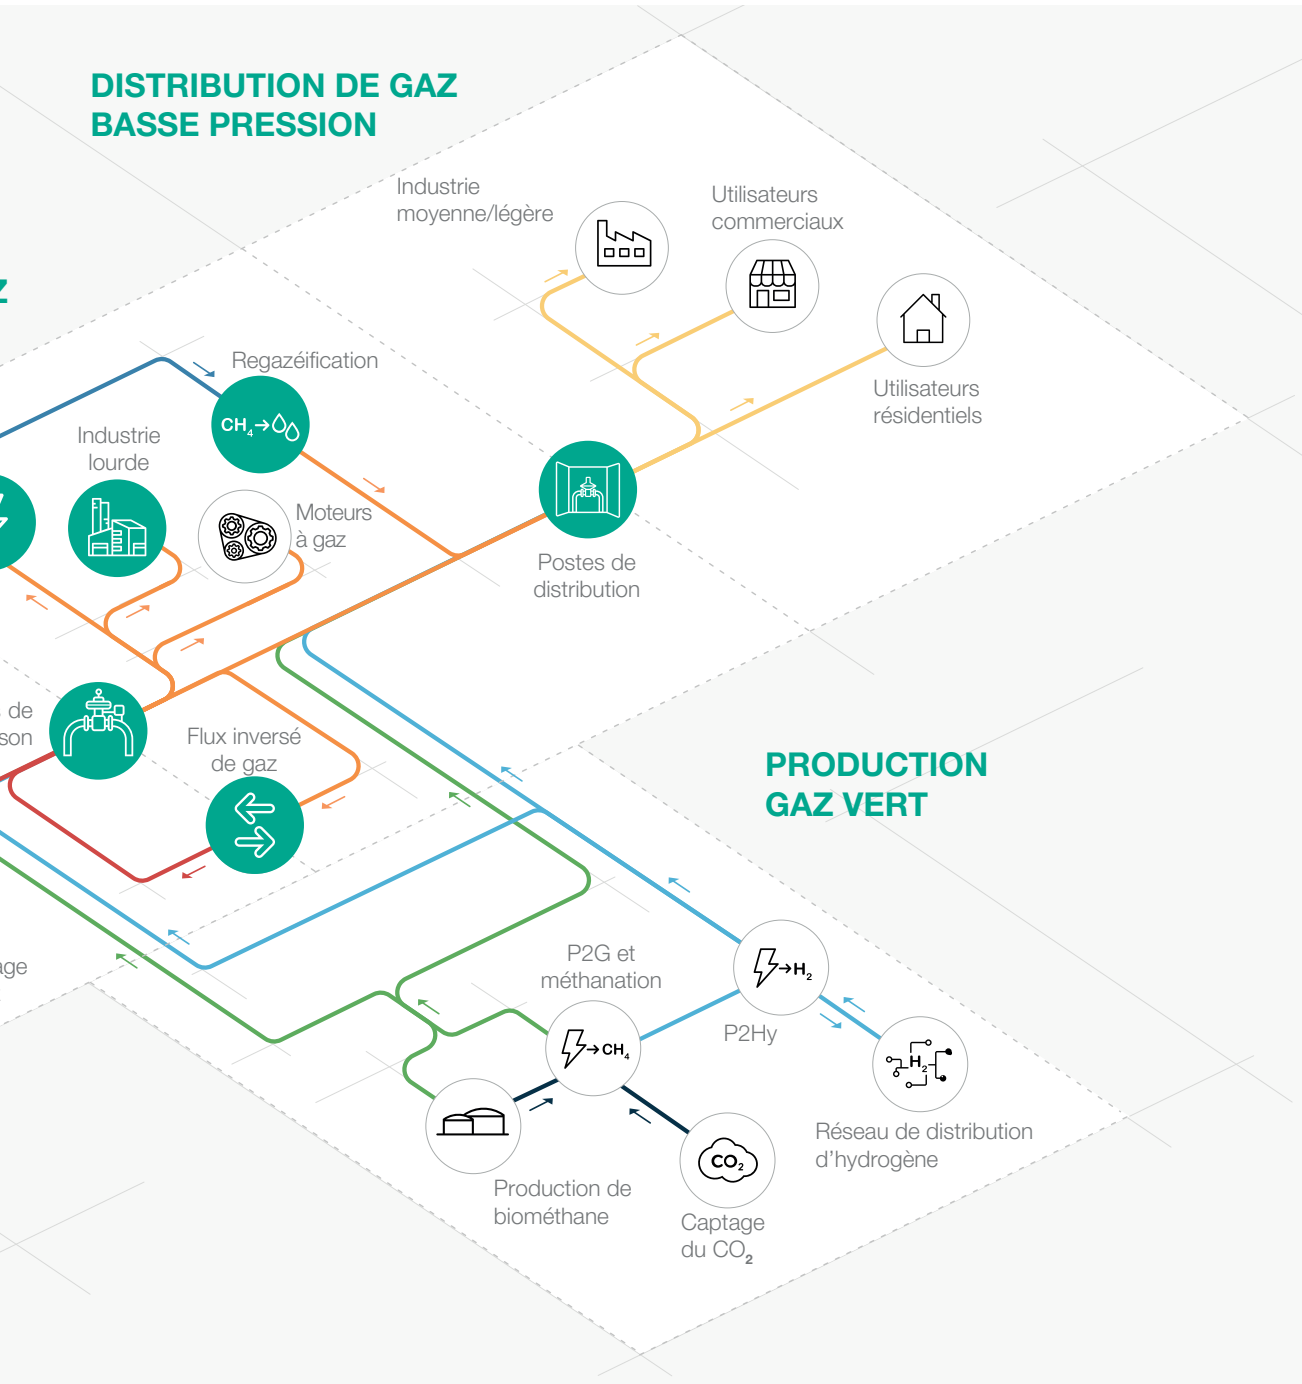 DISTRIBUTION DE GAZ
BASSE PRESSION
Industrie
moyenne/légère
Utilisateurs
commerciaux
Z
Regazéification
CH₄→
Utilisateurs
résidentiels
Industrie
lourde
Moteurs
à gaz
Postes de
distribution
de
son
Flux inversé
de gaz
PRODUCTION
GAZ VERT
age
P2G et
méthanation
→H₂
P2Hy
→CH₄
H₂
Réseau de distribution
d'hydrogène
CO₂
Production de
biométhane
Captage
du CO₂